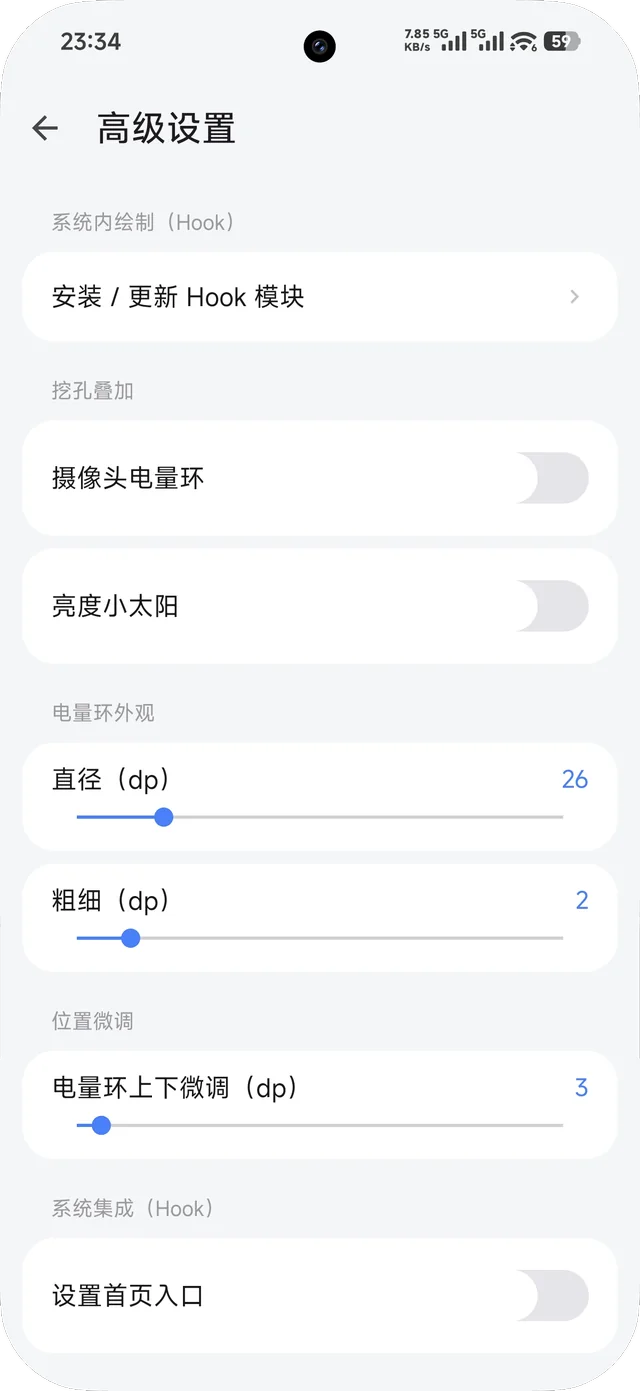 23:34
7.85 5G 5G 6 59
KB/s
高级设置
系统内绘制（Hook）
安装 / 更新 Hook 模块
挖孔叠加
摄像头电量环
亮度小太阳
电量环外观
直径（dp） 26
粗细（dp） 2
位置微调
电量环上下微调（dp） 3
系统集成（Hook）
设置首页入口